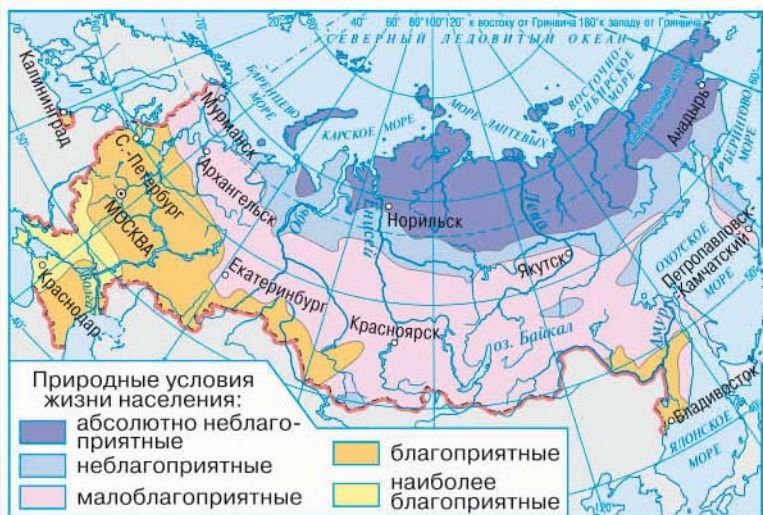 60°80°100°120° к востоку от Гринвича 180° к западу от Гринвича
СЕВЕРНЫЙ ЛЕДОВИТЫЙ ОКЕАН
БАРЕНЦЕВО
МОРЕ
КАРСКОЕ МОРЕ
МОРЕ ЛАПТЕВЫХ
ВОСТОЧНО-
СИБИРСКОЕ
МОРЕ
БЕРИНГОВО
МОРЕ
Калининград
Мурманск
С.-Петербург
Архангельск
МОСКВА
Анадырь
Норильск
Обь
Енисей
Лена
Волга
Краснодар
Екатеринбург
Красноярск
Якутск
оз. Байкал
Амур
ОХОТСКОЕ
МОРЕ
Петропавловск-
Камчатский
Владивосток
ЯПОНСКОЕ
МОРЕ
120°
Природные условия
жизни населения:
абсолютно неблаго-
приятные
неблагоприятные
малоблагоприятные
благоприятные
наиболее
благоприятные